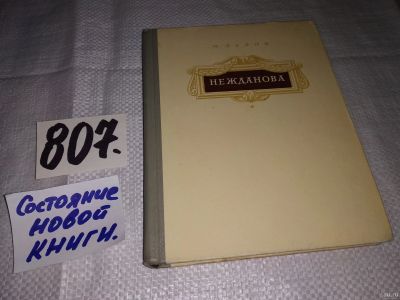 НЕЖДАНОВА
807.
Состояние
НОВОЙ
КНИГИ.